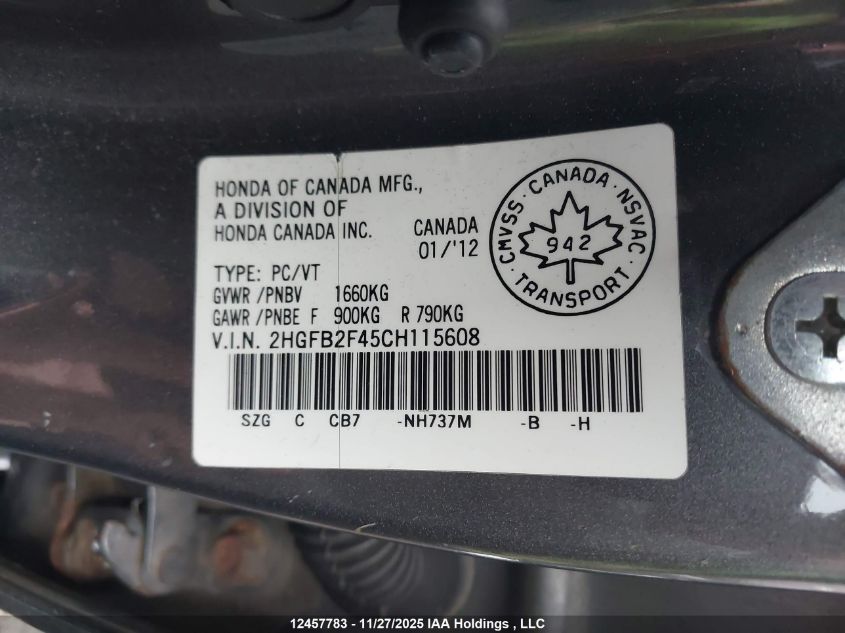 HONDA OF CANADA MFG.,
A DIVISION OF
HONDA CANADA INC.
CANADA
01/'12
CMVSS · CANADA · NSVAC · TRANSPORT ·
942
TYPE: PC/VT
GVWR /PNBV 1660KG
GAWR /PNBE F 900KG R 790KG
V.I.N. 2HGFB2F45CH115608
SZG C CB7 -NH737M -B -H
12457783 - 11/27/2025 IAA Holdings , LLC